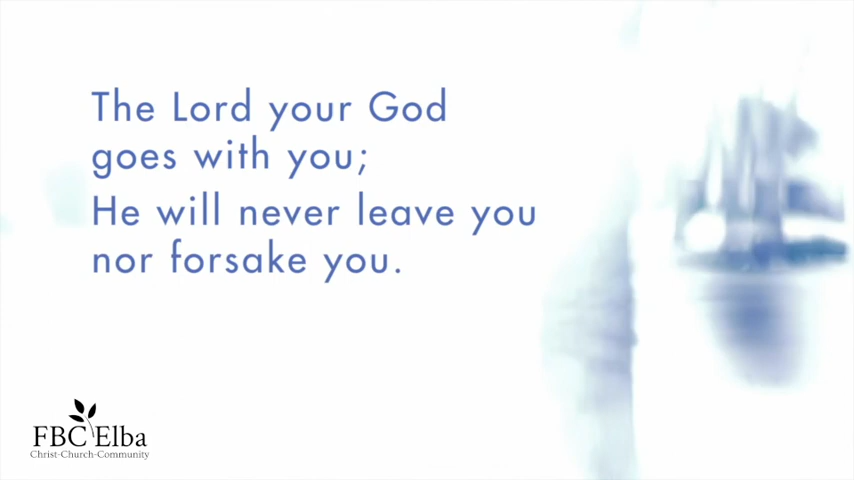 The Lord your God
goes with you;
He will never leave you
nor forsake you.
FBC Elba
Christ-Church-Community